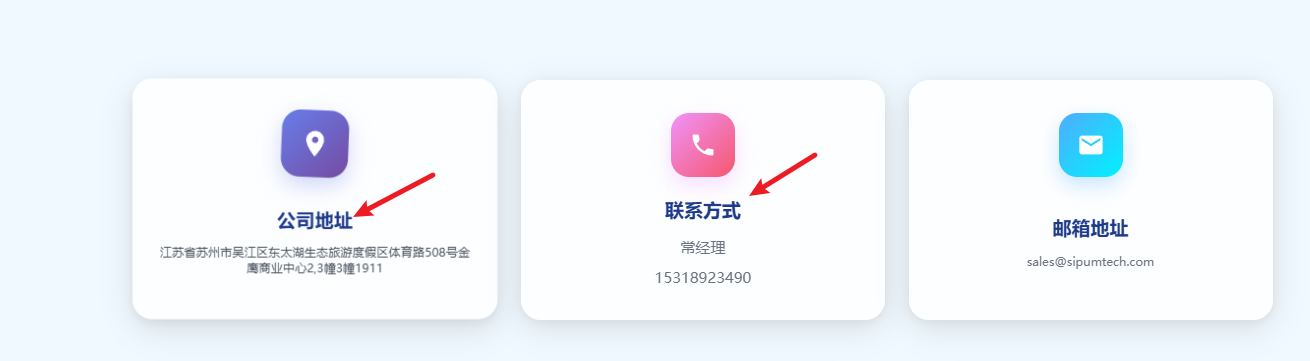 公司地址
江苏省苏州市吴江区东太湖生态旅游度假区体育路508号金
鹰商业中心2,3幢3幢1911
联系方式
常经理
15318923490
邮箱地址
sales@sipumtech.com